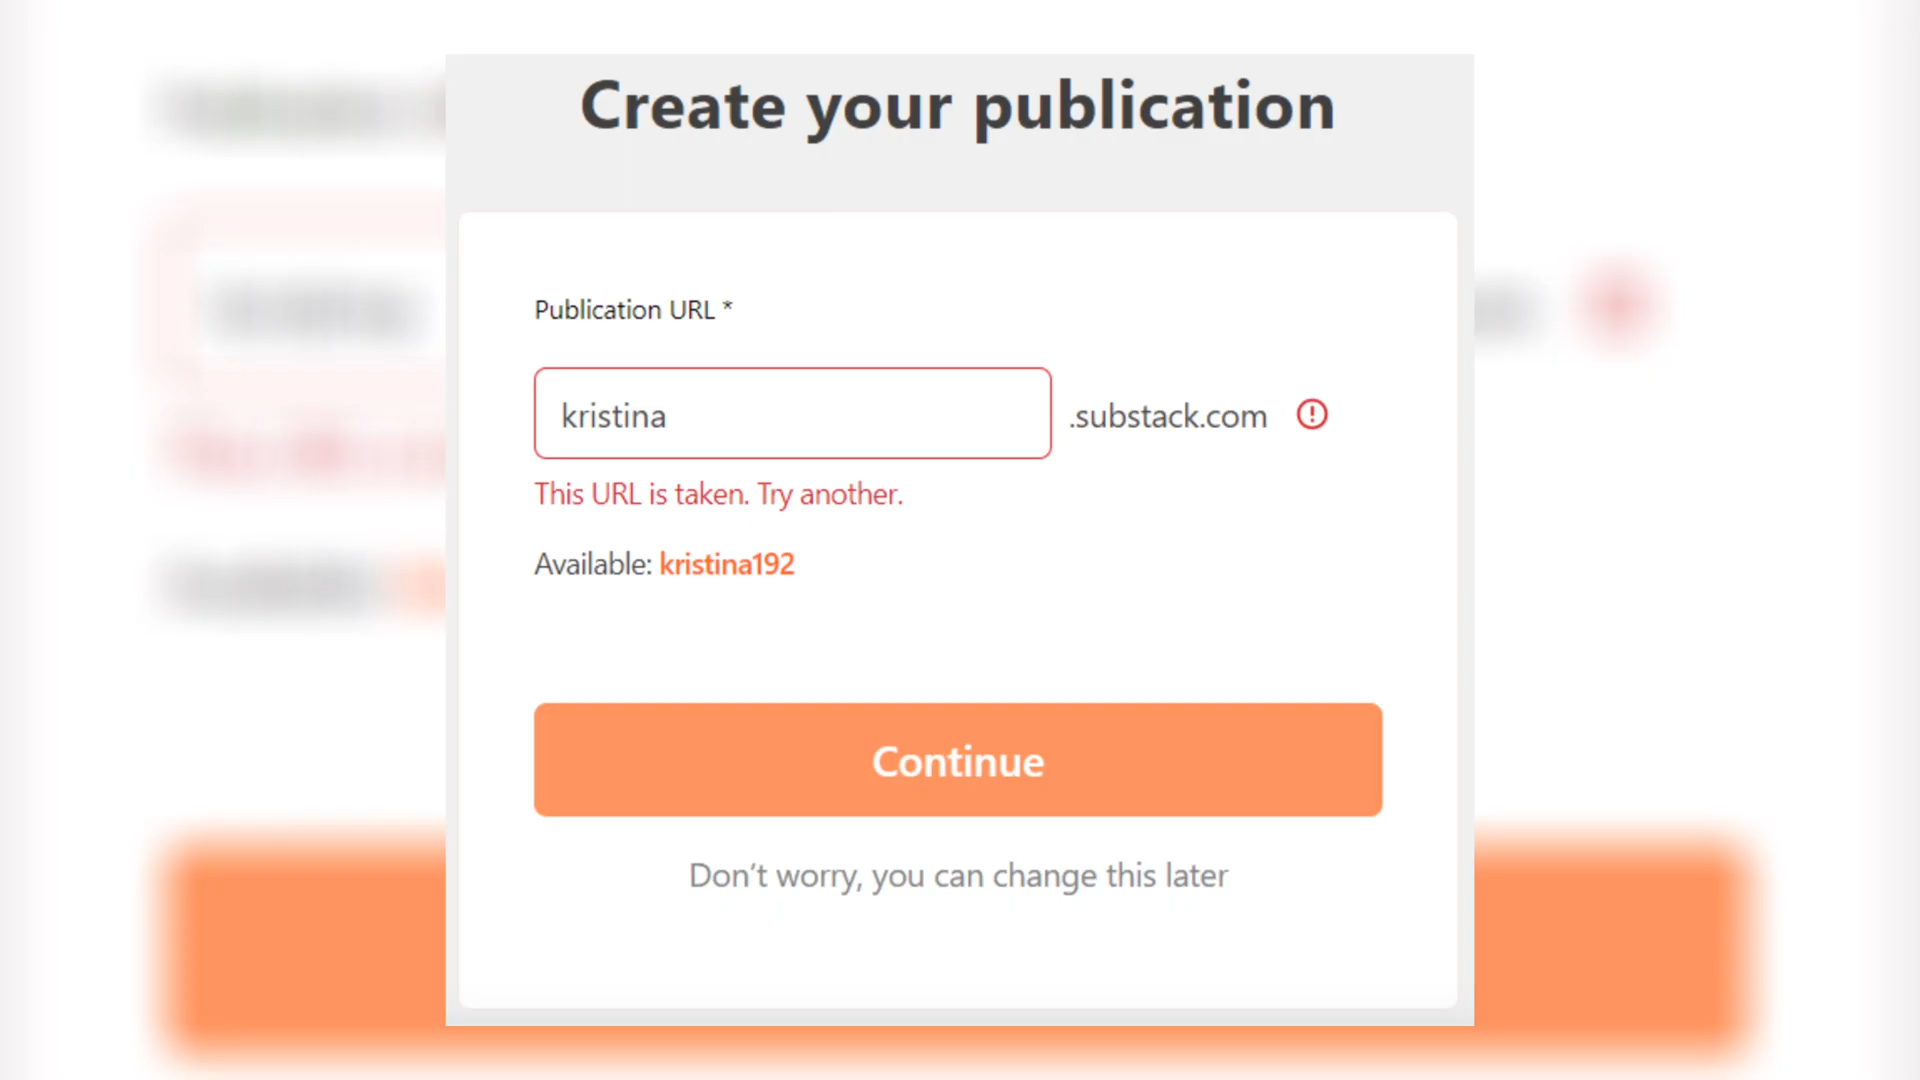 Create your publication
Publication URL *
kristina .substack.com
This URL is taken. Try another.
Available: kristina192
Continue
Don’t worry, you can change this later